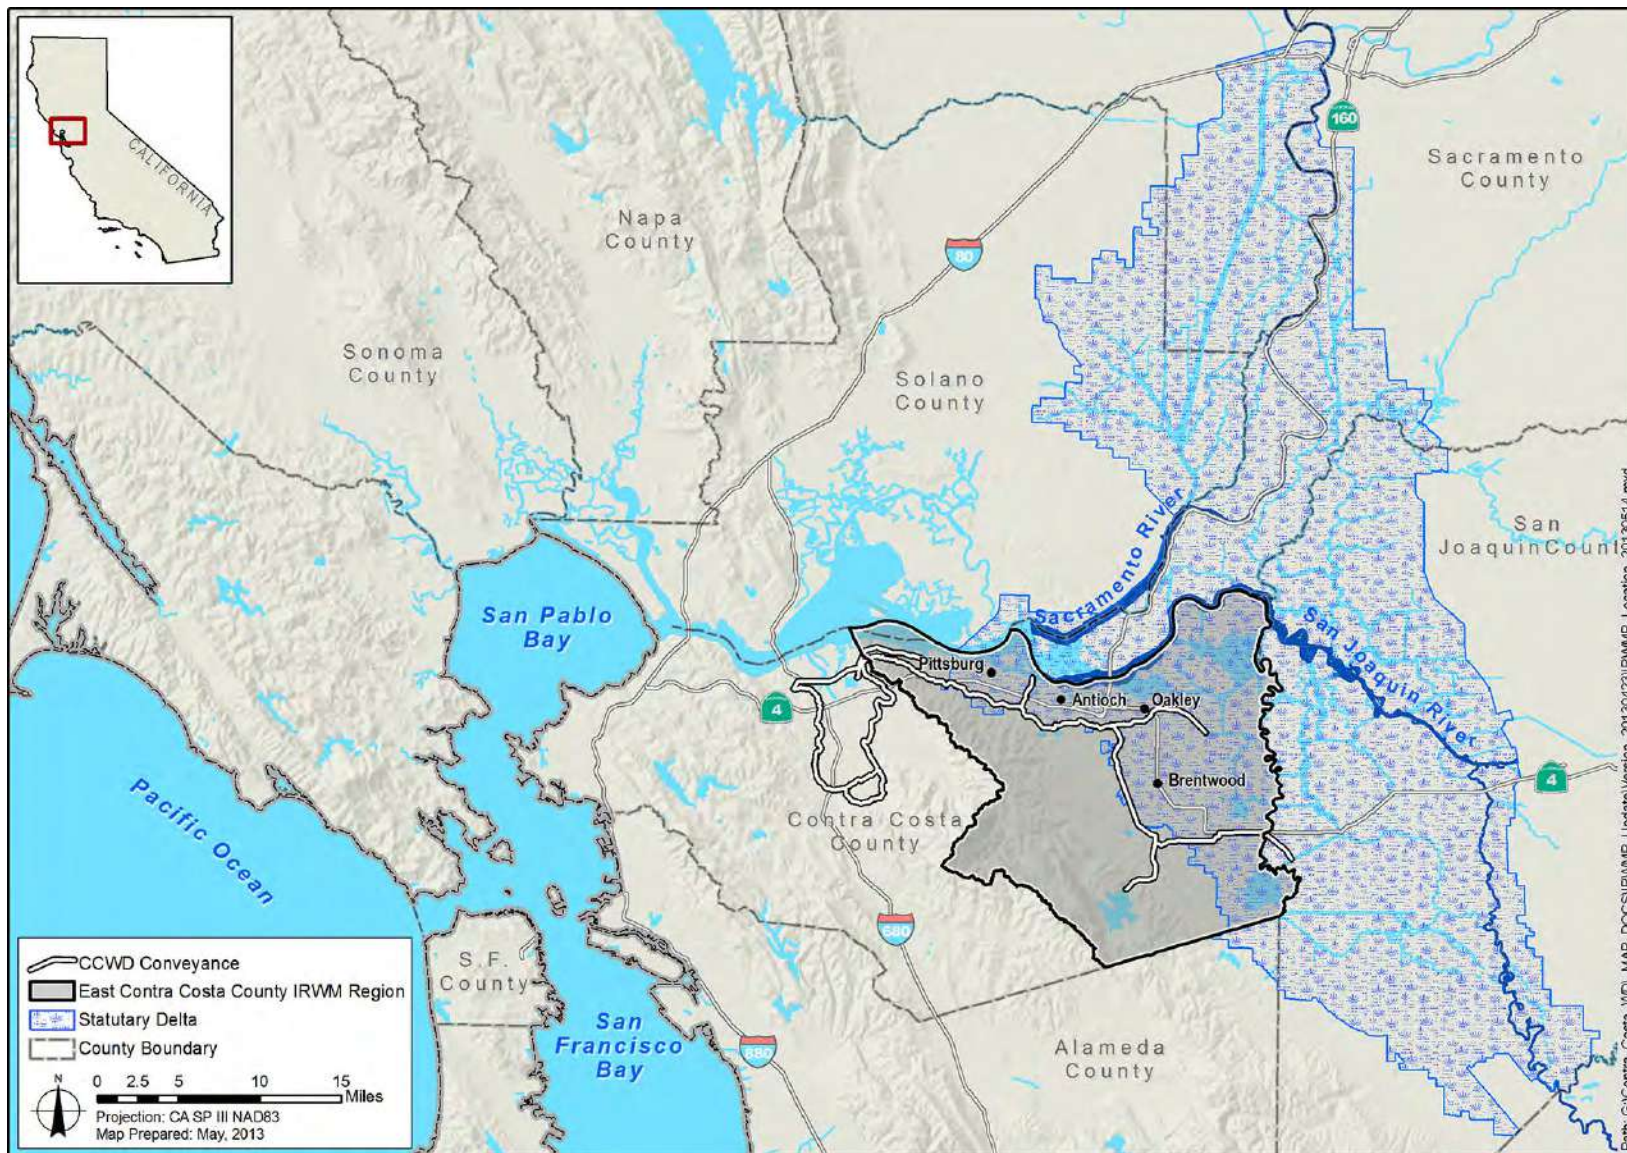 CALIFORNIA
160
Sacramento
County
Napa
County
80
Sonoma
County
Solano
County
San
JoaquinCount
Sacramento River
San Pablo
Bay
San Joaquin River
Pittsburg
Antioch
Oakley
4
Brentwood
4
Contra Costa
County
Pacific Ocean
680
S.F.
County
San
Francisco
Bay
880
Alameda
County
CCWD Conveyance
East Contra Costa County IRWM Region
Statutary Delta
County Boundary
N
0 2.5 5 10 15
Miles
Projection: CA SP III NAD83
Map Prepared: May, 2013